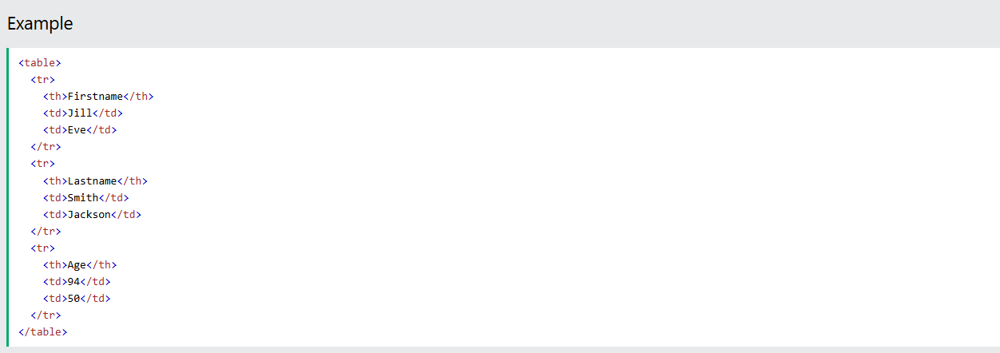 Example
<table>
  <tr>
    <th>Firstname</th>
    <td>Jill</td>
    <td>Eve</td>
  </tr>
  <tr>
    <th>Lastname</th>
    <td>Smith</td>
    <td>Jackson</td>
  </tr>
  <tr>
    <th>Age</th>
    <td>94</td>
    <td>50</td>
  </tr>
</table>